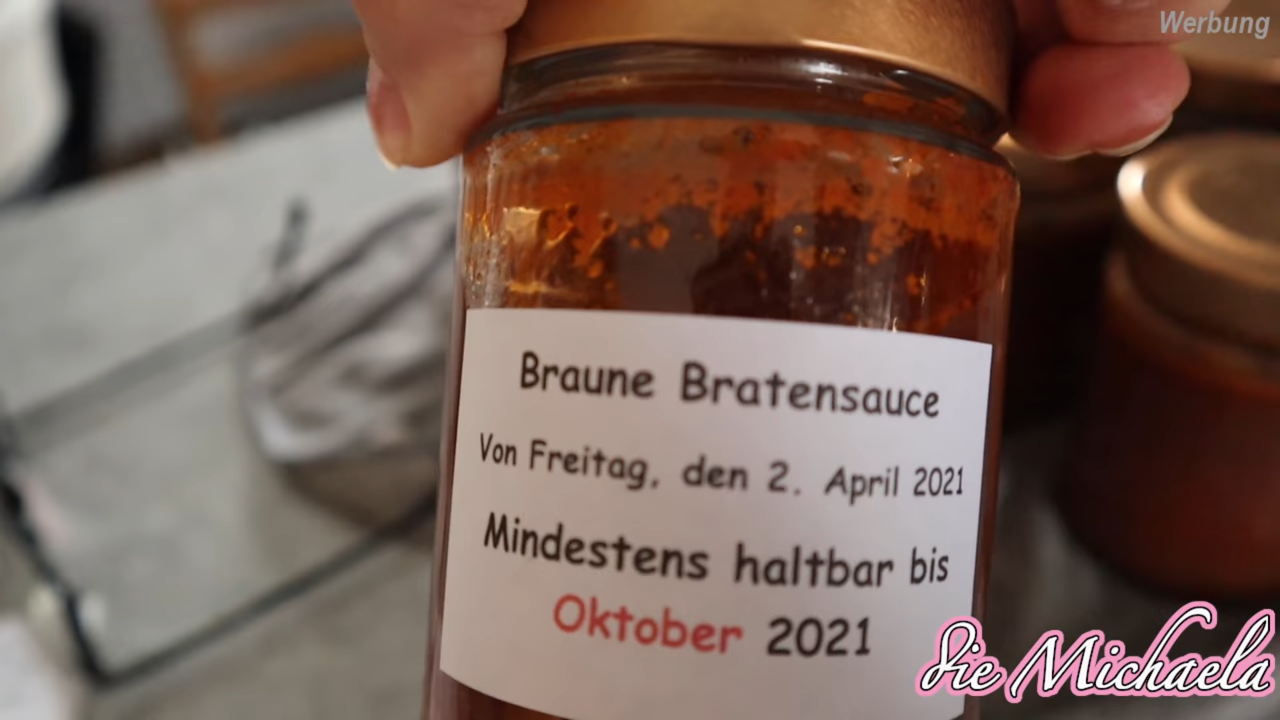 Werbung
Braune Bratensauce
Von Freitag, den 2. April 2021
Mindestens haltbar bis
Oktober 2021
die Michaela